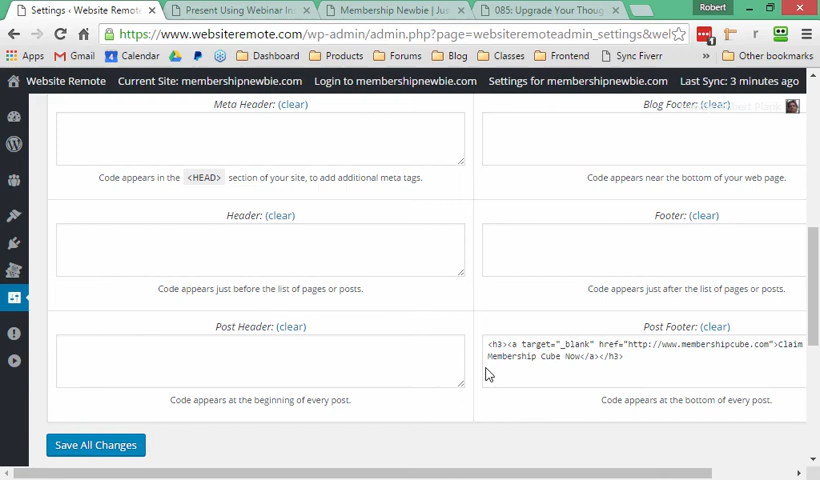 Robert
Settings ‹ Website Remot
Present Using Webinar In
Membership Newbie | Jus
085: Upgrade Your Thoug
https://www.websiteremote.com/wp-admin/admin.php?page=websiteremoteadmin_settings&wel
1
Apps
Gmail
Calendar
Dashboard
Products
Forums
Blog
Classes
Frontend
Sync Fiverr
Other bookmarks
Website Remote
Current Site: membershipnewbie.com
Login to membershipnewbie.com
Settings for membershipnewbie.com
Last Sync: 3 minutes ago
Meta Header: (clear)
Blog Footer: (clear)
Robert Plank
Code appears in the <HEAD> section of your site, to add additional meta tags.
Code appears near the bottom of your web page.
Header: (clear)
Footer: (clear)
Code appears just before the list of pages or posts.
Code appears just after the list of pages or posts.
Post Header: (clear)
Post Footer: (clear)
<h3><a target="_blank" href="http://www.membershipcube.com">Claim
Membership Cube Now</a></h3>
Code appears at the beginning of every post.
Code appears at the bottom of every post.
Save All Changes